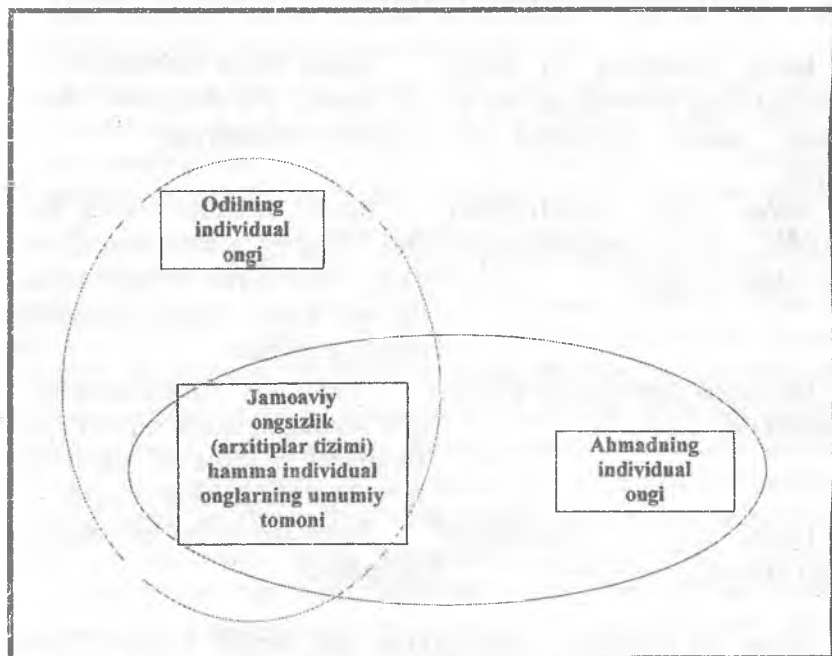 Odilning
individual
ongi
Jamoaviy
ongsizlik
(arxitiplar tizimi)
hamma individual
onglarning umumiy
tomoni
Ahmadning
individual
ougi